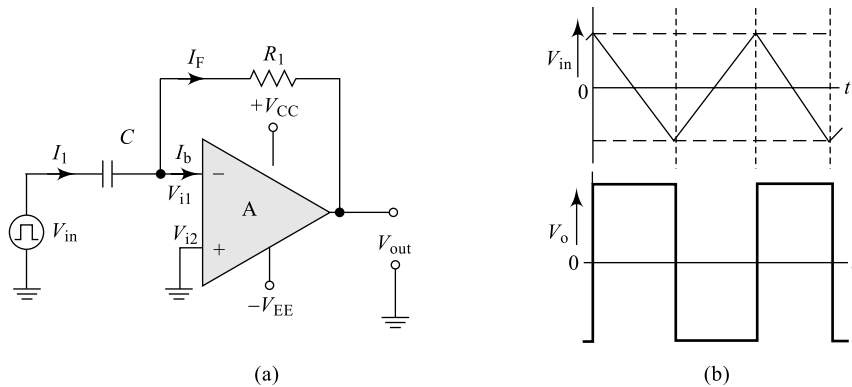 I_F
R_1
+V_CC
C
I_1
I_b
V_i1
−
A
V_in
V_i2
+
V_out
−V_EE
(a)
V_in
0
t
V_o
0
(b)